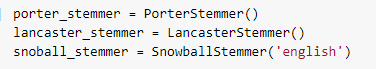 porter_stemmer = PorterStemmer()
lancaster_stemmer = LancasterStemmer()
snoball_stemmer = SnowballStemmer('english')